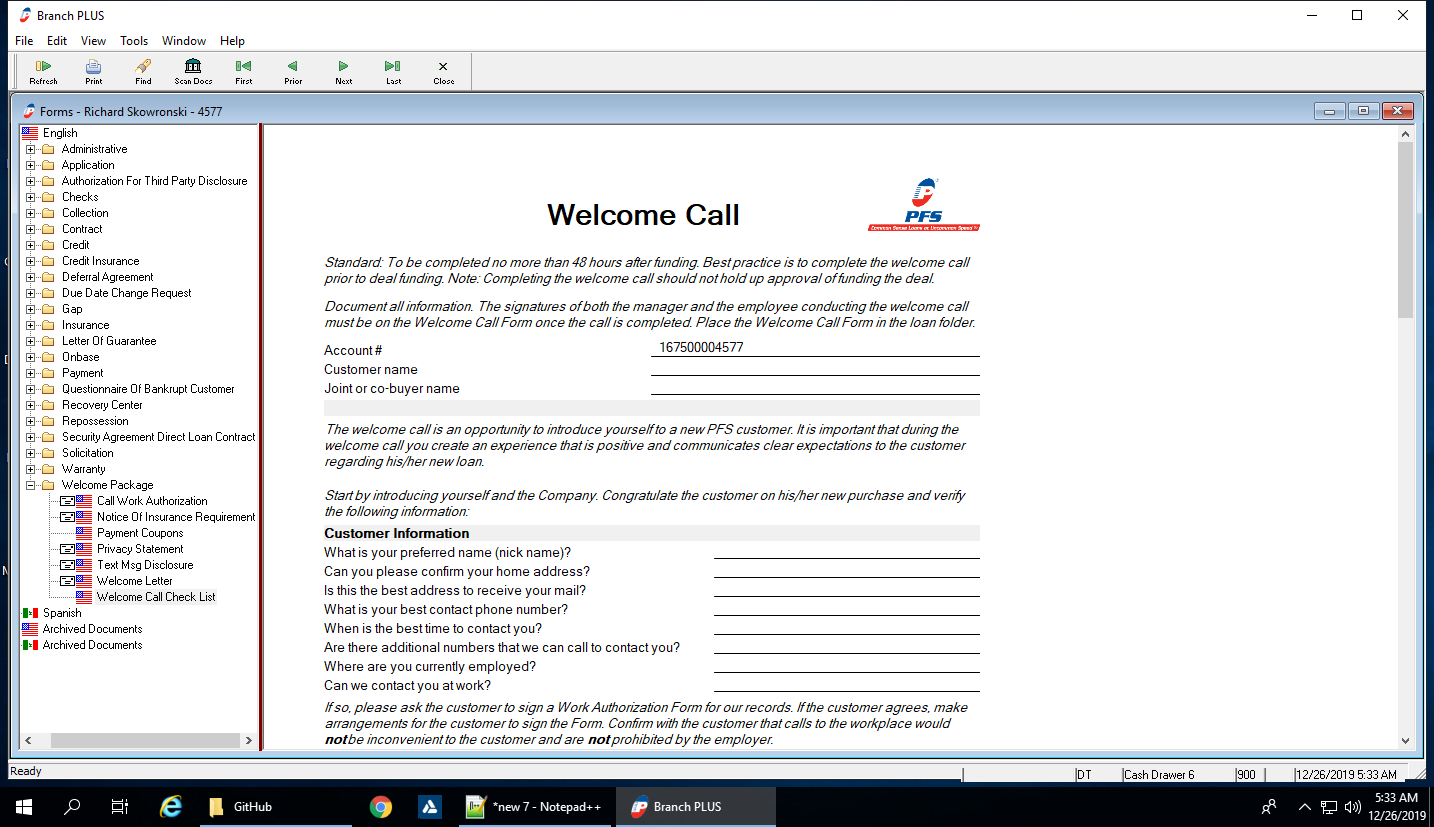 Branch PLUS
File Edit View Tools Window Help
Refresh Print Find Scan Docs First Prior Next Last Close
Forms - Richard Skowronski - 4577
English
Administrative
Application
Authorization For Third Party Disclosure
Checks
Collection
Contract
Credit
Credit Insurance
Deferral Agreement
Due Date Change Request
Gap
Insurance
Letter Of Guarantee
Onbase
Payment
Questionnaire Of Bankrupt Customer
Recovery Center
Repossession
Security Agreement Direct Loan Contract
Solicitation
Warranty
Welcome Package
Call Work Authorization
Notice Of Insurance Requirement
Payment Coupons
Privacy Statement
Text Msg Disclosure
Welcome Letter
Welcome Call Check List
Spanish
Archived Documents
Archived Documents
Welcome Call
PFS
Common Sense Loans at Uncommon Speed
Standard: To be completed no more than 48 hours after funding. Best practice is to complete the welcome call
prior to deal funding. Note: Completing the welcome call should not hold up approval of funding the deal.
Document all information. The signatures of both the manager and the employee conducting the welcome call
must be on the Welcome Call Form once the call is completed. Place the Welcome Call Form in the loan folder.
Account # 167500004577
Customer name
Joint or co-buyer name
The welcome call is an opportunity to introduce yourself to a new PFS customer. It is important that during the
welcome call you create an experience that is positive and communicates clear expectations to the customer
regarding his/her new loan.
Start by introducing yourself and the Company. Congratulate the customer on his/her new purchase and verify
the following information:
Customer Information
What is your preferred name (nick name)?
Can you please confirm your home address?
Is this the best address to receive your mail?
What is your best contact phone number?
When is the best time to contact you?
Are there additional numbers that we can call to contact you?
Where are you currently employed?
Can we contact you at work?
If so, please ask the customer to sign a Work Authorization Form for our records. If the customer agrees, make
arrangements for the customer to sign the Form. Confirm with the customer that calls to the workplace would
not be inconvenient to the customer and are not prohibited by the employer.
Ready DT Cash Drawer 6 900 12/26/2019 5:33 AM
GitHub *new 7 - Notepad++ Branch PLUS 5:33 AM
12/26/2019